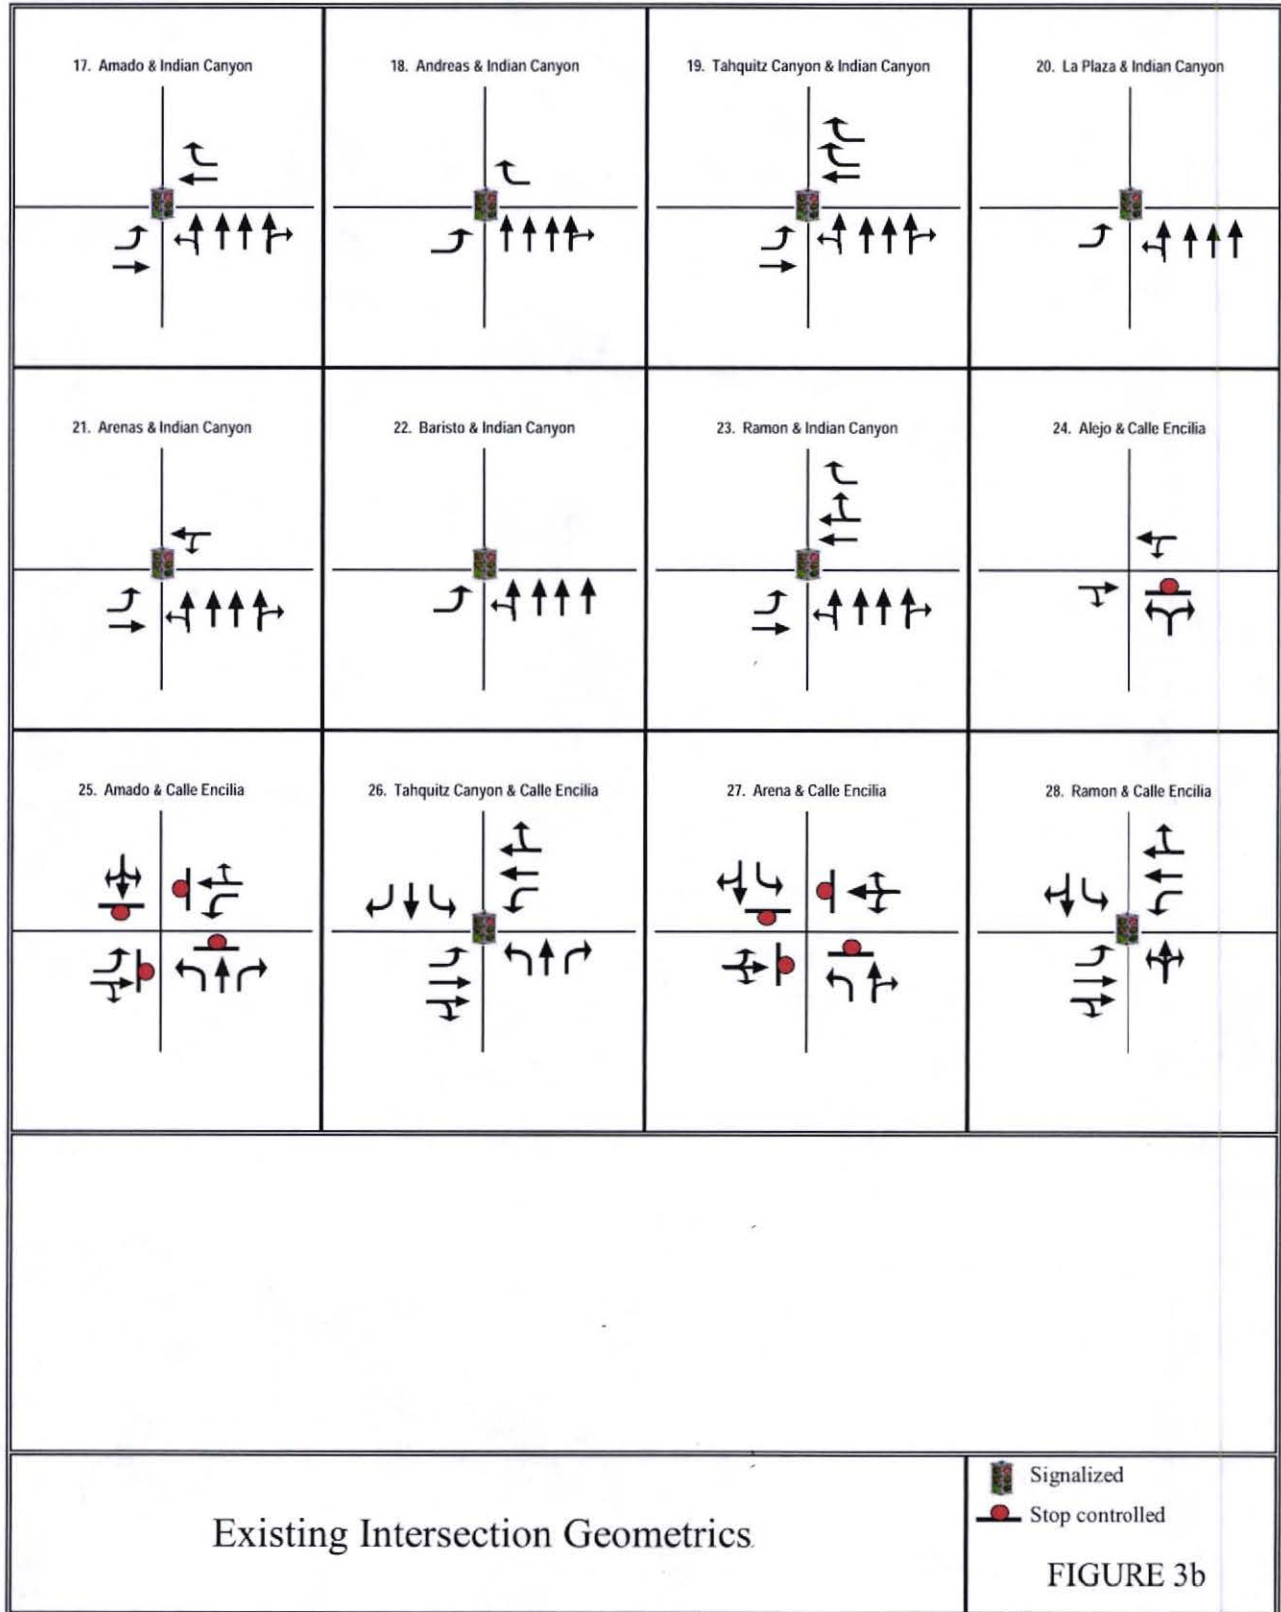 17. Amado & Indian Canyon
18. Andreas & Indian Canyon
19. Tahquitz Canyon & Indian Canyon
20. La Plaza & Indian Canyon
21. Arenas & Indian Canyon
22. Baristo & Indian Canyon
23. Ramon & Indian Canyon
24. Alejo & Calle Encilia
25. Amado & Calle Encilia
26. Tahquitz Canyon & Calle Encilia
27. Arena & Calle Encilia
28. Ramon & Calle Encilia
Existing Intersection Geometrics
Signalized
Stop controlled
FIGURE 3b